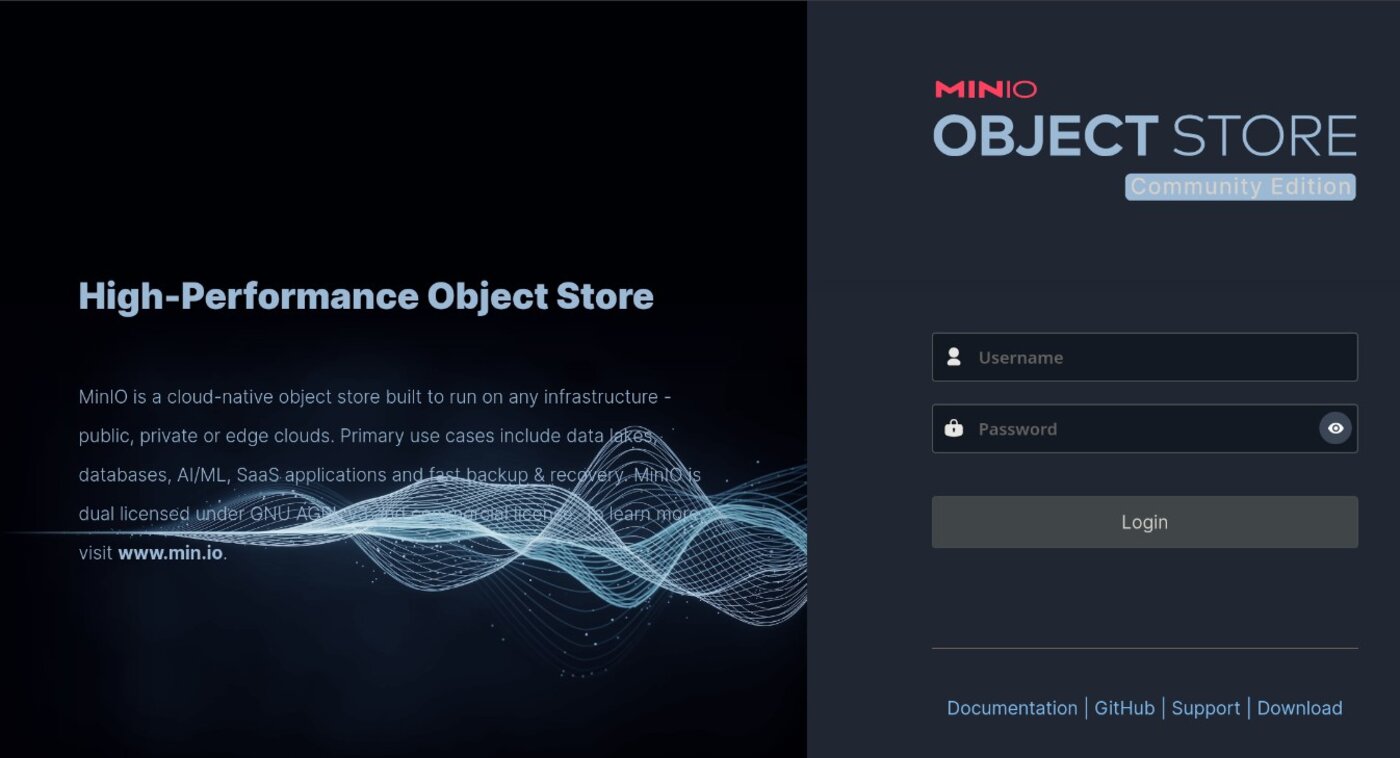 High-Performance Object Store
MinIO is a cloud-native object store built to run on any infrastructure -
public, private or edge clouds. Primary use cases include data lakes,
databases, AI/ML, SaaS applications and fast backup & recovery. MinIO is
dual licensed under GNU AGPL v3 and commercial license. To learn more,
visit www.min.io.
MINIO
OBJECT STORE
Community Edition
Username
Password
Login
Documentation | GitHub | Support | Download